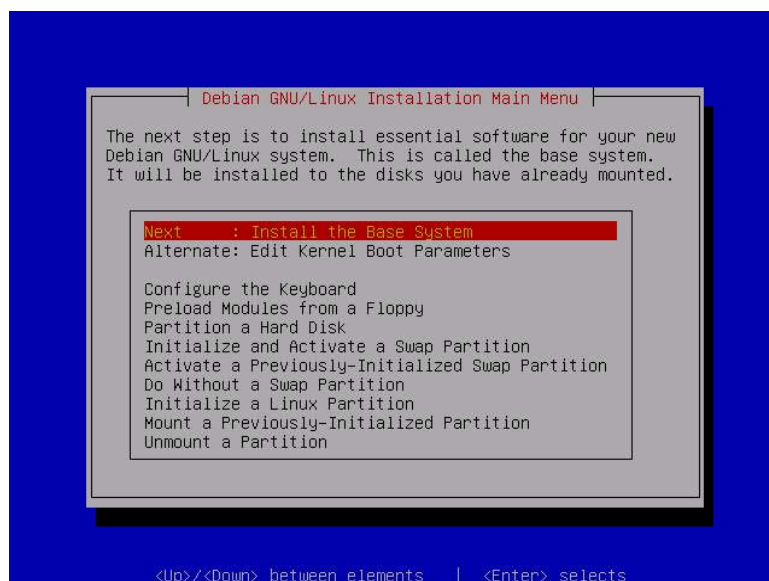 Debian GNU/Linux Installation Main Menu
The next step is to install essential software for your new
Debian GNU/Linux system.  This is called the base system.
It will be installed to the disks you have already mounted.
Next     : Install the Base System
Alternate: Edit Kernel Boot Parameters
Configure the Keyboard
Preload Modules from a Floppy
Partition a Hard Disk
Initialize and Activate a Swap Partition
Activate a Previously-Initialized Swap Partition
Do Without a Swap Partition
Initialize a Linux Partition
Mount a Previously-Initialized Partition
Unmount a Partition
<Up>/<Down> between elements   |  <Enter> selects